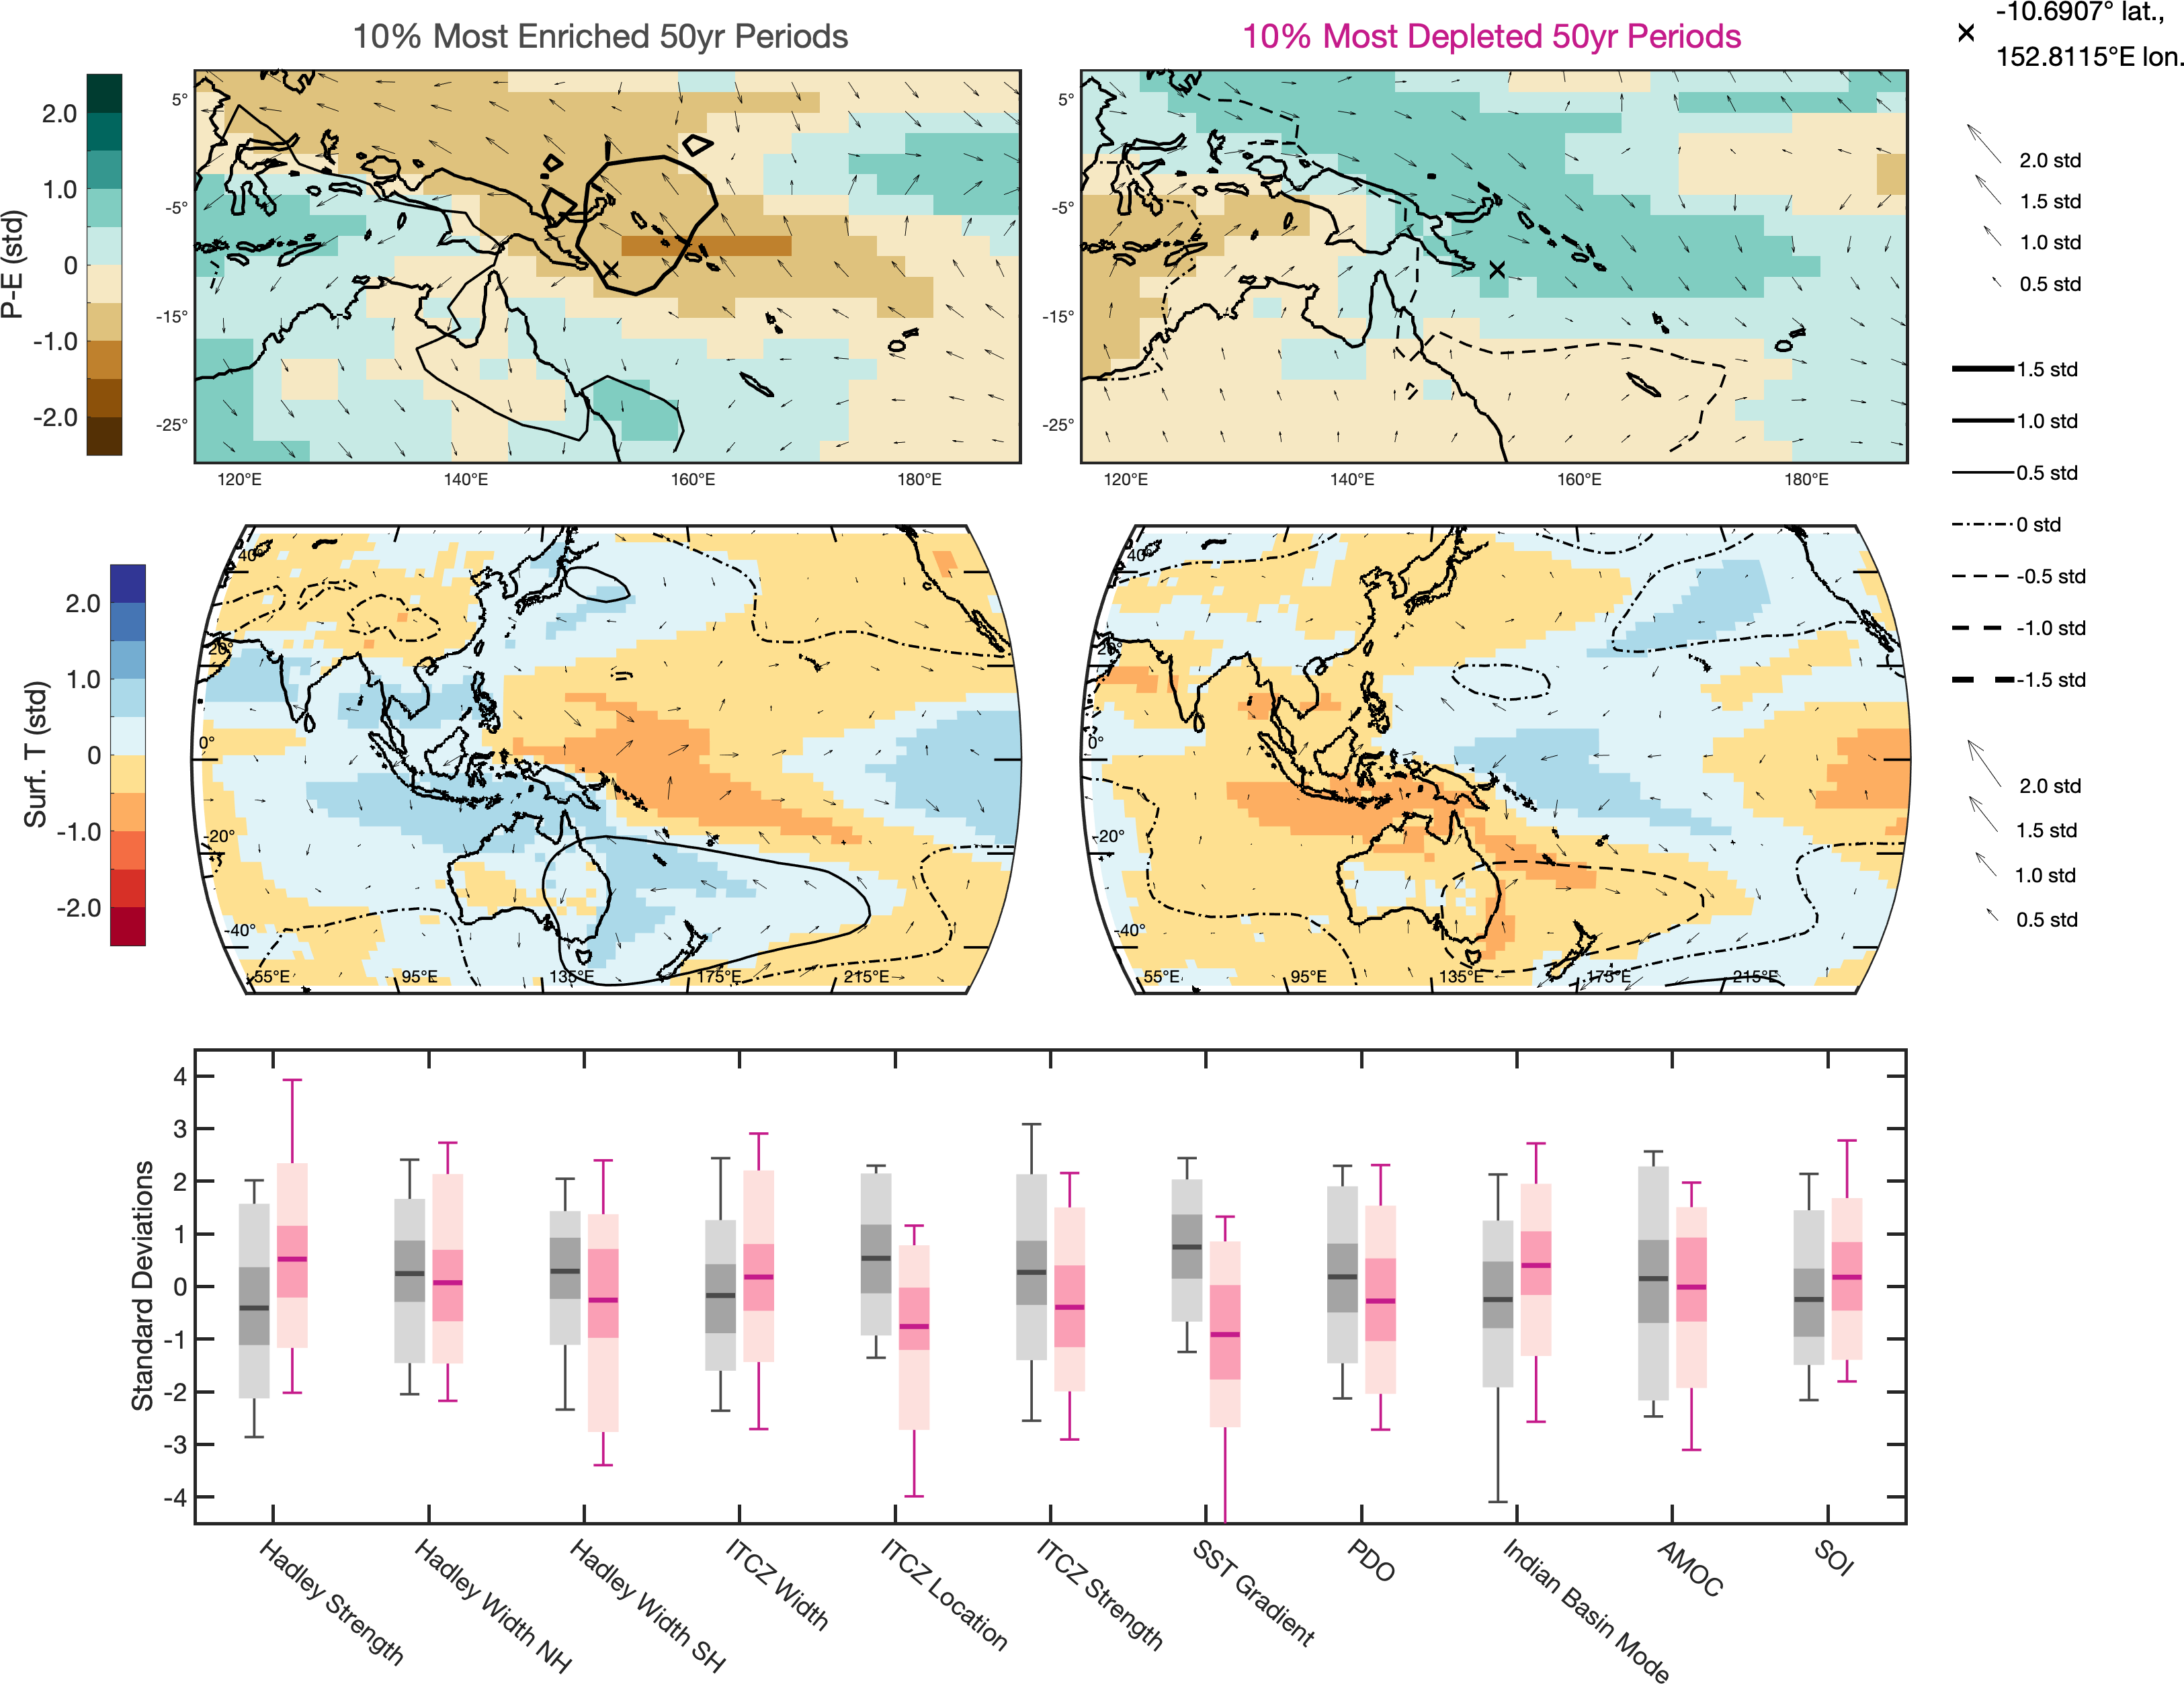 10% Most Enriched 50yr Periods
10% Most Depleted 50yr Periods
-10.6907° lat.,
152.8115°E lon.
P-E (std)
2.0
1.0
0
-1.0
-2.0
5°
-5°
-15°
-25°
120°E
140°E
160°E
180°E
5°
-5°
-15°
-25°
120°E
140°E
160°E
180°E
2.0 std
1.5 std
1.0 std
0.5 std
1.5 std
1.0 std
0.5 std
0 std
-0.5 std
-1.0 std
-1.5 std
2.0 std
1.5 std
1.0 std
0.5 std
Surf. T (std)
2.0
1.0
0
-1.0
-2.0
40°
20°
0°
-20°
-40°
55°E
95°E
135°E
175°E
215°E
40°
20°
0°
-20°
-40°
55°E
95°E
135°E
175°E
215°E
Standard Deviations
4
3
2
1
0
-1
-2
-3
-4
Hadley Strength
Hadley Width NH
Hadley Width SH
ITCZ Width
ITCZ Location
ITCZ Strength
SST Gradient
PDO
Indian Basin Mode
AMOC
SOI